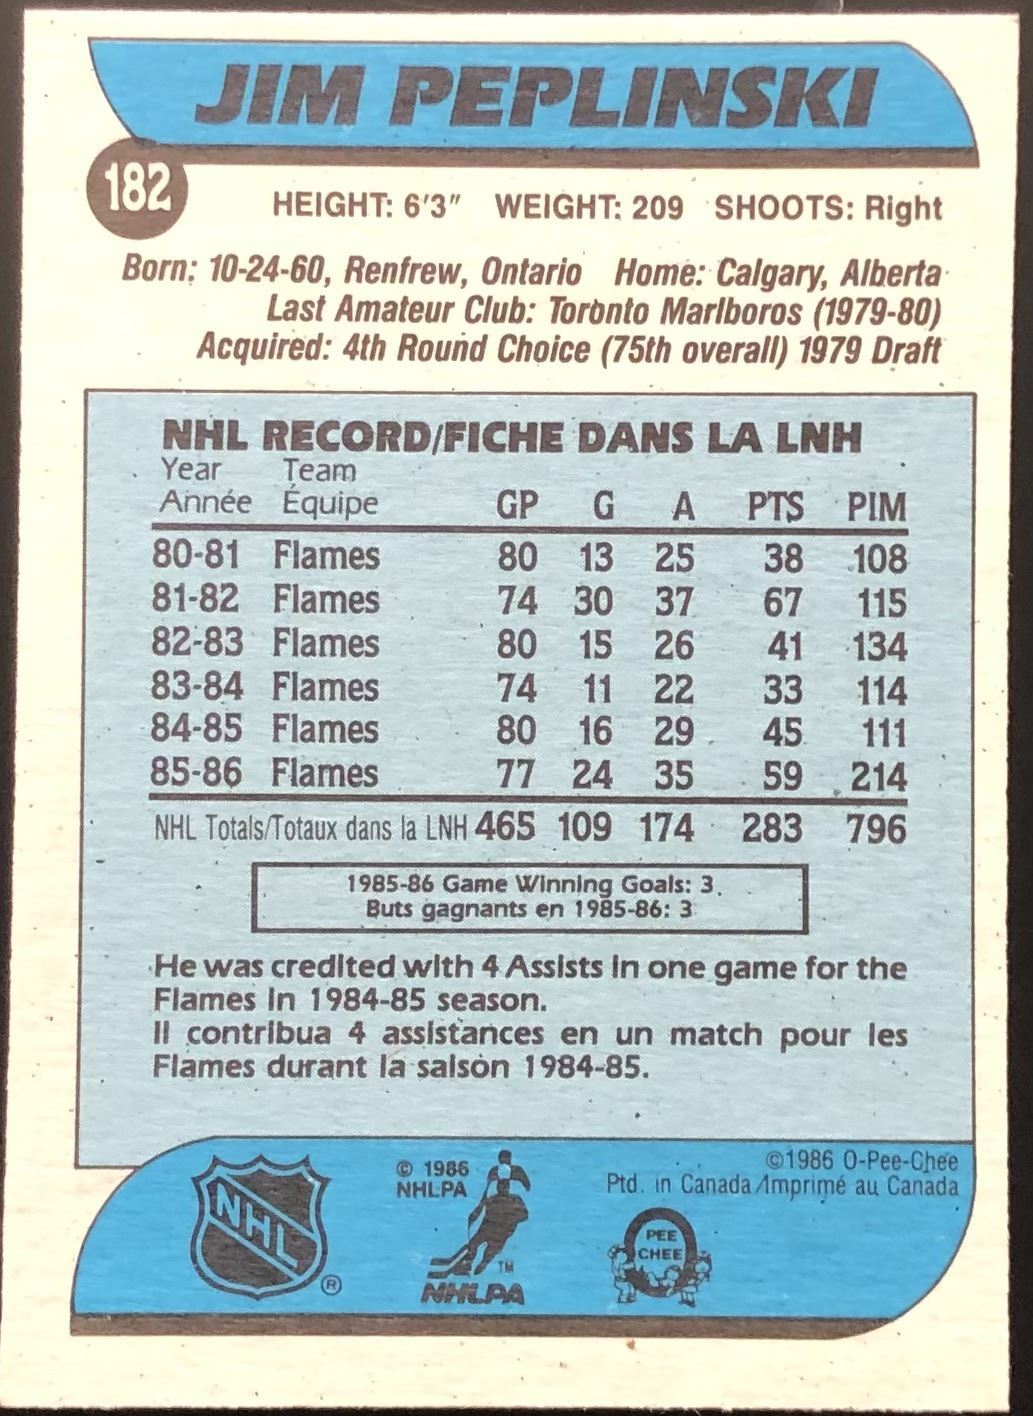 JIM PEPLINSKI
182
HEIGHT: 6'3" WEIGHT: 209 SHOOTS: Right
Born: 10-24-60, Renfrew, Ontario Home: Calgary, Alberta
Last Amateur Club: Toronto Marlboros (1979-80)
Acquired: 4th Round Choice (75th overall) 1979 Draft
NHL RECORD/FICHE DANS LA LNH
Year Team
Année Équipe GP G A PTS PIM
80-81 Flames 80 13 25 38 108
81-82 Flames 74 30 37 67 115
82-83 Flames 80 15 26 41 134
83-84 Flames 74 11 22 33 114
84-85 Flames 80 16 29 45 111
85-86 Flames 77 24 35 59 214
NHL Totals/Totaux dans la LNH 465 109 174 283 796
1985-86 Game Winning Goals: 3
Buts gagnants en 1985-86: 3
He was credited with 4 Assists in one game for the
Flames in 1984-85 season.
Il contribua 4 assistances en un match pour les
Flames durant la saison 1984-85.
©1986 O-Pee-Chee
Ptd. in Canada/Imprimé au Canada
© 1986
NHLPA
NHL
®
TM
NHLPA
PEE
CHEE